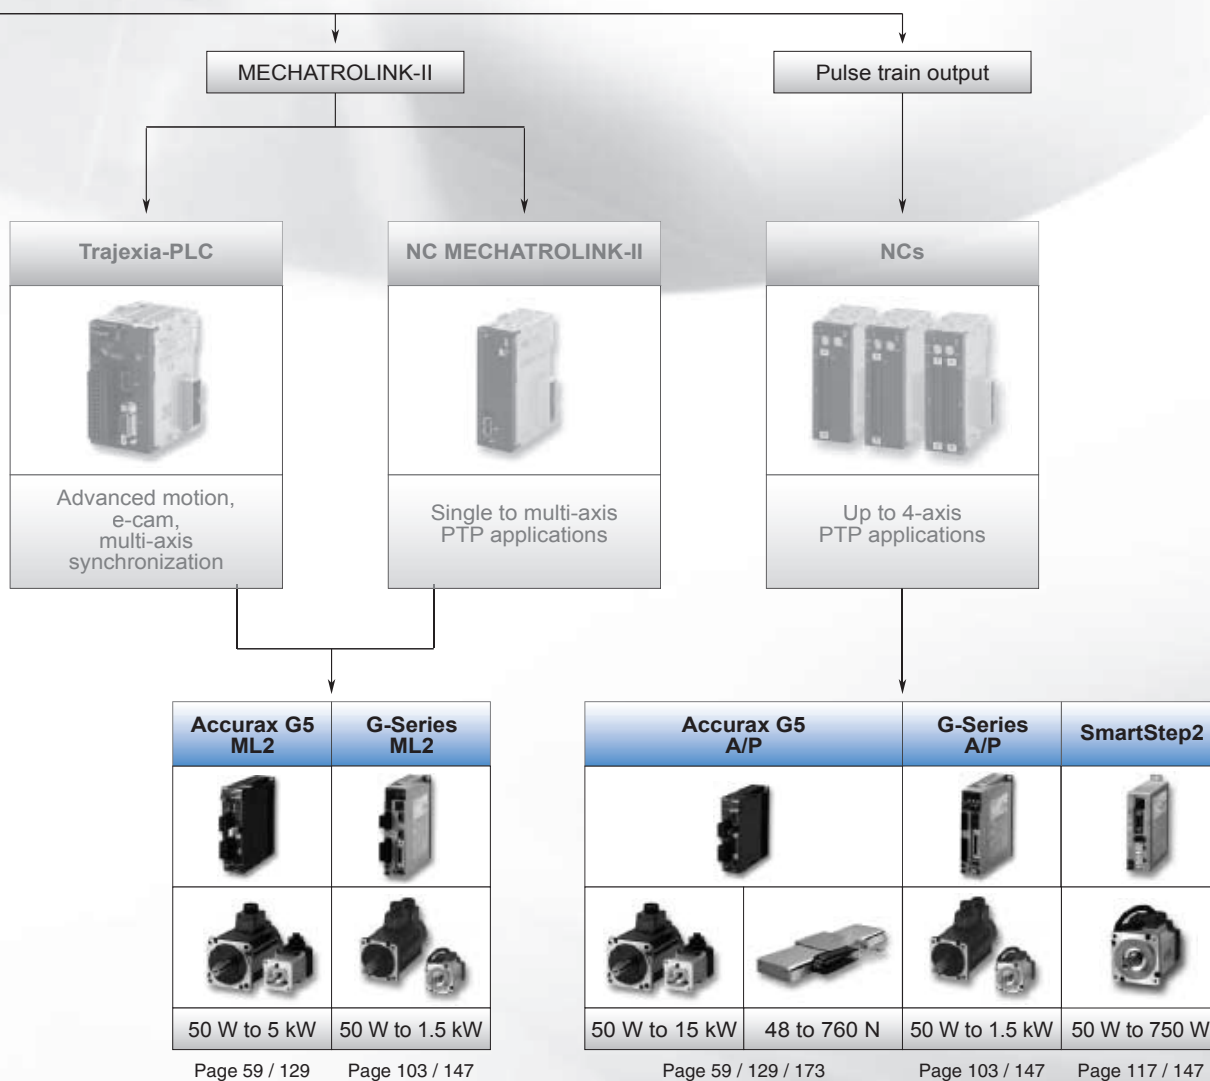 MECHATROLINK-II
Pulse train output
Trajexia-PLC
NC MECHATROLINK-II
NCs
Advanced motion,
e-cam,
multi-axis
synchronization
Single to multi-axis
PTP applications
Up to 4-axis
PTP applications
Accurax G5
ML2
G-Series
ML2
Accurax G5
A/P
G-Series
A/P
SmartStep2
50 W to 5 kW
50 W to 1.5 kW
50 W to 15 kW
48 to 760 N
50 W to 1.5 kW
50 W to 750 W
Page 59 / 129
Page 103 / 147
Page 59 / 129 / 173
Page 103 / 147
Page 117 / 147